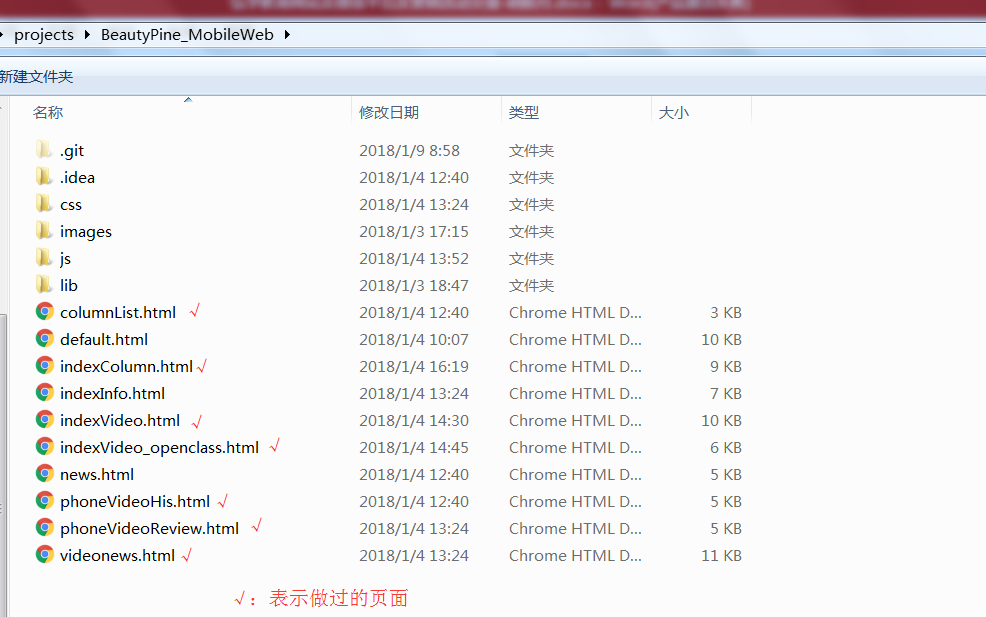 projects BeautyPine_MobileWeb
新建文件夹
名称 修改日期 类型 大小
.git 2018/1/9 8:58 文件夹
.idea 2018/1/4 12:40 文件夹
css 2018/1/4 13:24 文件夹
images 2018/1/3 17:15 文件夹
js 2018/1/4 13:52 文件夹
lib 2018/1/3 18:47 文件夹
columnList.html √ 2018/1/4 12:40 Chrome HTML D... 3 KB
default.html 2018/1/4 10:07 Chrome HTML D... 10 KB
indexColumn.html √ 2018/1/4 16:19 Chrome HTML D... 9 KB
indexInfo.html 2018/1/4 13:24 Chrome HTML D... 7 KB
indexVideo.html √ 2018/1/4 14:30 Chrome HTML D... 10 KB
indexVideo_openclass.html √ 2018/1/4 14:45 Chrome HTML D... 6 KB
news.html 2018/1/4 12:40 Chrome HTML D... 5 KB
phoneVideoHis.html √ 2018/1/4 12:40 Chrome HTML D... 5 KB
phoneVideoReview.html √ 2018/1/4 13:24 Chrome HTML D... 5 KB
videonews.html √ 2018/1/4 13:24 Chrome HTML D... 11 KB
√：表示做过的页面